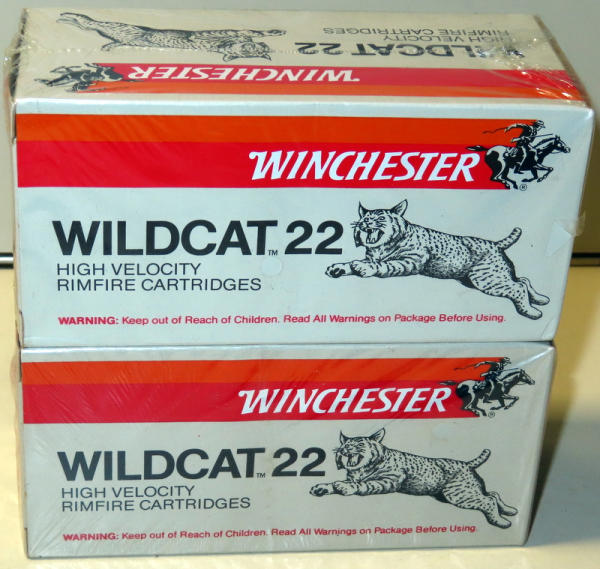 WILDCAT 22
HIGH VELOCITY
RIMFIRE CARTRIDGES
WINCHESTER
WINCHESTER
®
WILDCAT™ 22
HIGH VELOCITY
RIMFIRE CARTRIDGES
WARNING: Keep out of Reach of Children. Read All Warnings on Package Before Using.
WINCHESTER
®
WILDCAT™ 22
HIGH VELOCITY
RIMFIRE CARTRIDGES
WARNING: Keep out of Reach of Children. Read All Warnings on Package Before Using.